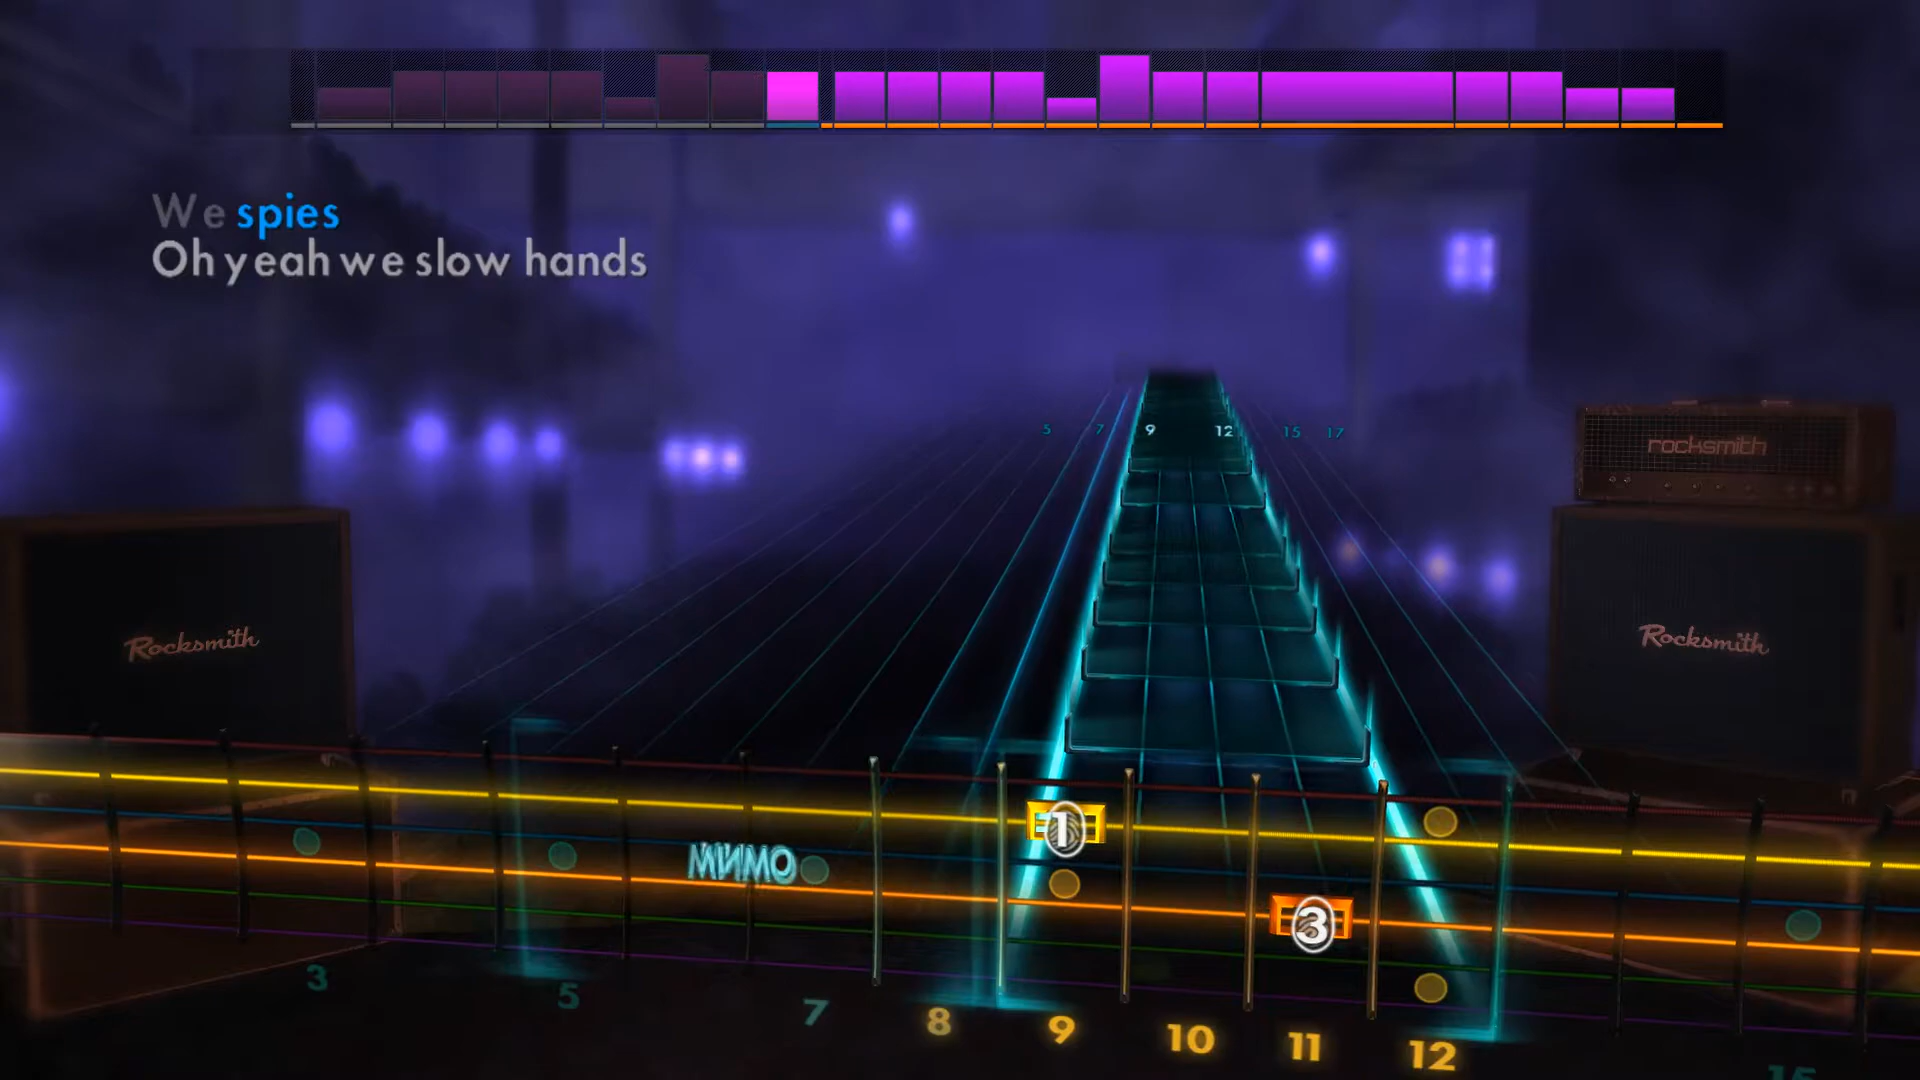 We spies
Oh yeah we slow hands
5 7 9 12 15 17
rocksmith
Rocksmith
Rocksmith
МИМО
1
3
3 5 7 8 9 10 11 12 15